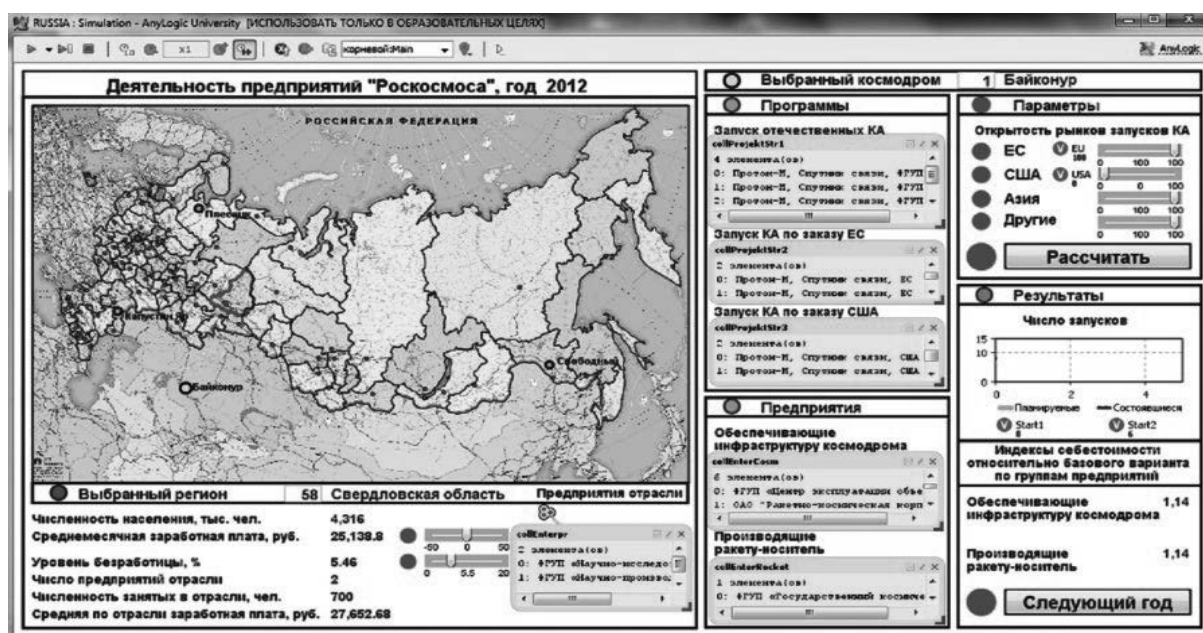 RUSSIA : Simulation - AnyLogic University [ИСПОЛЬЗОВАТЬ ТОЛЬКО В ОБРАЗОВАТЕЛЬНЫХ ЦЕЛЯХ]
x1
корневой:Main
AnyLogic
Деятельность предприятий "Роскосмоса", год 2012
РОССИЙСКАЯ ФЕДЕРАЦИЯ
Плесецк
Капустин Яр
Байконур
Свободный
Выбранный регион 58 Свердловская область Предприятия отрасли
Численность населения, тыс. чел. 4,316
Среднемесячная заработная плата, руб. 25,138.8
-50 0 50
Уровень безработицы, % 5.46
0 5.5 20
Число предприятий отрасли 2
Численность занятых в отрасли, чел. 700
Средняя по отрасли заработная плата, руб. 27,652.68
collEnterpr
2 элемента(ов)
0: ФГУП «Научно-исследо
1: ФГУП «Научно-произво
Выбранный космодром 1 Байконур
Программы
Запуск отечественных КА
collProjektStr1
4 элемента(ов)
0: Протон-М, Спутники связи, ФГУП
1: Протон-М, Спутники связи, ФГУП
2: Протон-М, Спутники связи, ФГУП
Запуск КА по заказу ЕС
collProjektStr2
2 элемента(ов)
0: Протон-М, Спутники связи, ЕС
1: Протон-М, Спутники связи, ЕС
Запуск КА по заказу США
collProjektStr3
2 элемента(ов)
0: Протон-М, Спутники связи, США
1: Протон-М, Спутники связи, США
Предприятия
Обеспечивающие
инфраструктуру космодрома
collEnterCosm
6 элемента(ов)
0: ФГУП «Центр эксплуатации объе
1: ОАО "Ракетно-космическая корп
Производящие
ракету-носитель
collEnterRocket
1 элемента(ов)
0: ФГУП «Государственный космиче
Параметры
Открытость рынков запусков КА
ЕС V EU 100
0 100 100
США V USA 0
0 0 100
Азия
0 100 100
Другие
0 100 100
Рассчитать
Результаты
Число запусков
15
10
0
0 2 4
Планируемые Состоявшиеся
V Start1 8 V Start2 6
Индексы себестоимости
относительно базового варианта
по группам предприятий
Обеспечивающие 1,14
инфраструктуру космодрома
Производящие 1,14
ракету-носитель
Следующий год